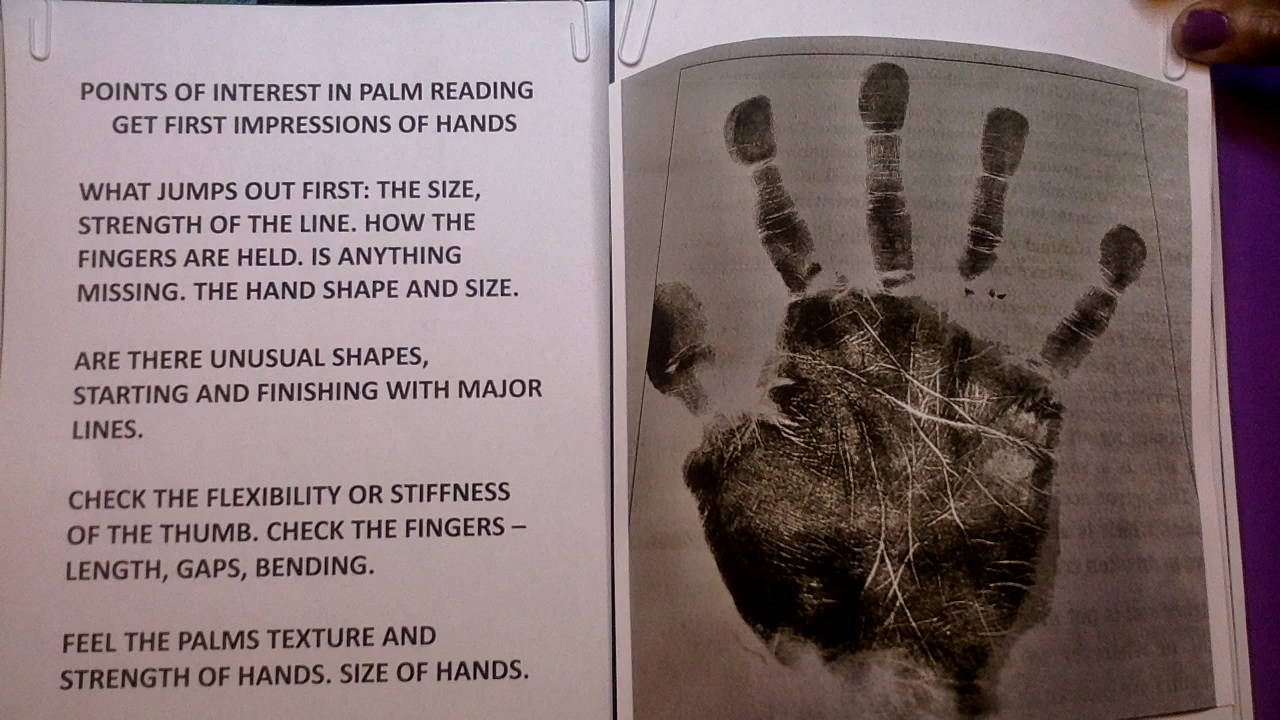 POINTS OF INTEREST IN PALM READING
GET FIRST IMPRESSIONS OF HANDS
WHAT JUMPS OUT FIRST: THE SIZE,
STRENGTH OF THE LINE. HOW THE
FINGERS ARE HELD. IS ANYTHING
MISSING. THE HAND SHAPE AND SIZE.
ARE THERE UNUSUAL SHAPES,
STARTING AND FINISHING WITH MAJOR
LINES.
CHECK THE FLEXIBILITY OR STIFFNESS
OF THE THUMB. CHECK THE FINGERS –
LENGTH, GAPS, BENDING.
FEEL THE PALMS TEXTURE AND
STRENGTH OF HANDS. SIZE OF HANDS.